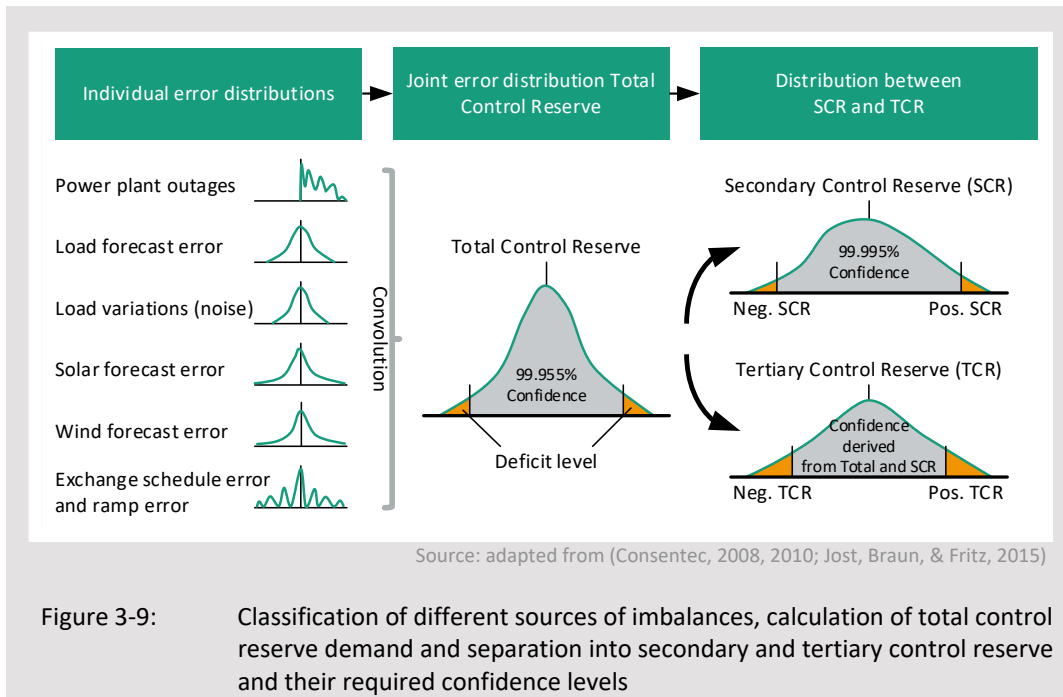 Individual error distributions
Joint error distribution Total
Control Reserve
Distribution between
SCR and TCR
Power plant outages
Load forecast error
Load variations (noise)
Solar forecast error
Wind forecast error
Exchange schedule error
and ramp error
Convolution
Total Control Reserve
99.955%
Confidence
Deficit level
Secondary Control Reserve (SCR)
99.995%
Confidence
Neg. SCR
Pos. SCR
Tertiary Control Reserve (TCR)
Confidence
derived
from Total and SCR
Neg. TCR
Pos. TCR
Source: adapted from (Consentec, 2008, 2010; Jost, Braun, & Fritz, 2015)
Figure 3-9: Classification of different sources of imbalances, calculation of total control
reserve demand and separation into secondary and tertiary control reserve
and their required confidence levels